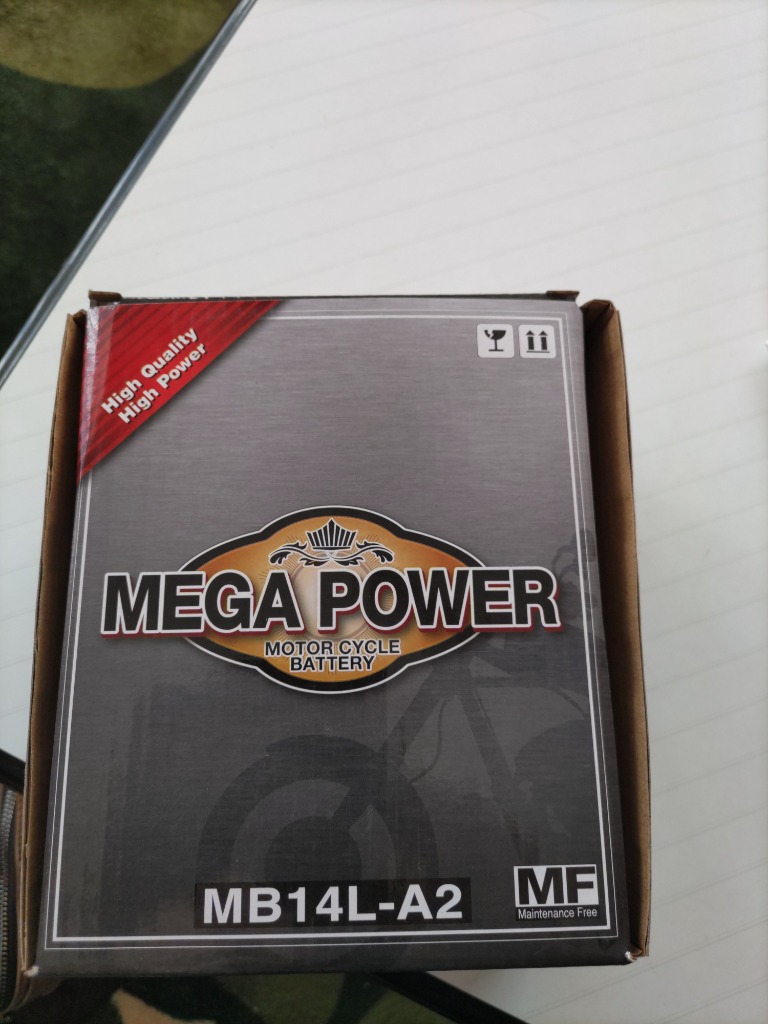 High Quality
High Power
MEGA POWER
MOTOR CYCLE
BATTERY
MB14L-A2
MF
Maintenance Free